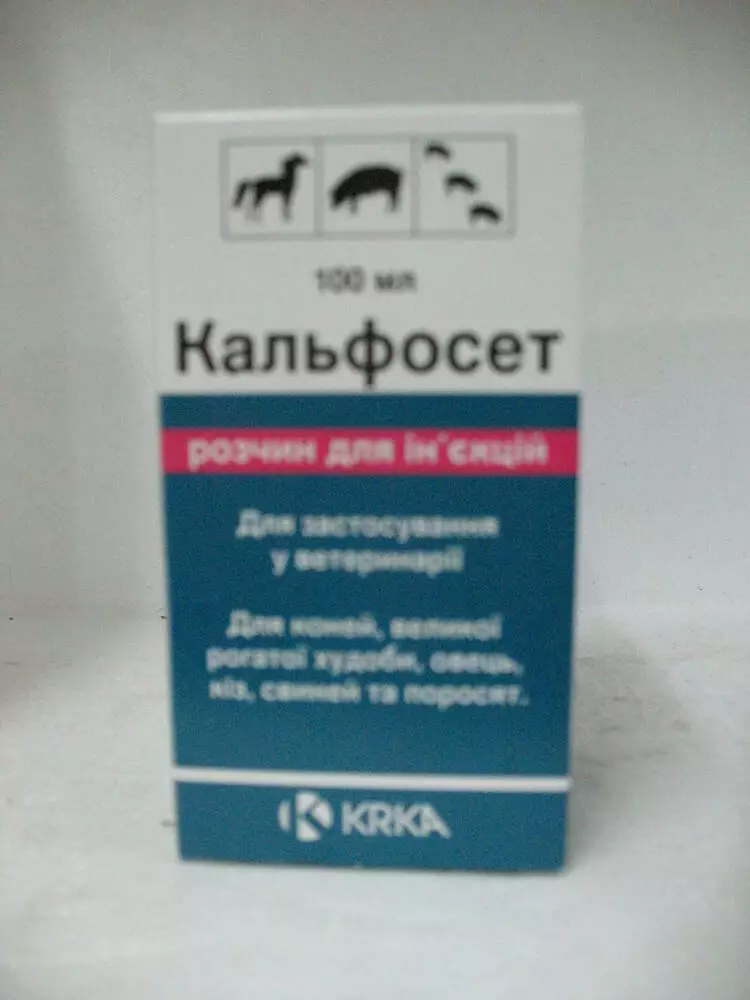 100 мл
Кальфосет
розчин для ін'єкцій
Для застосування
у ветеринарії
Для коней, великої
рогатої худоби, овець,
кіз, свиней та поросят.
KRKA